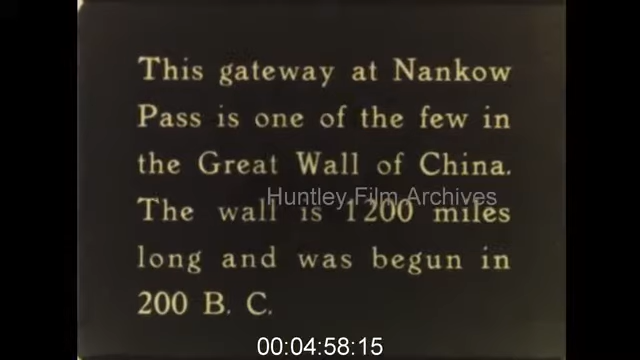 This gateway at Nankow
Pass is one of the few in
the Great Wall of China.
Huntley Film Archives
The wall is 1200 miles
long and was begun in
200 B. C.
00:04:58:15